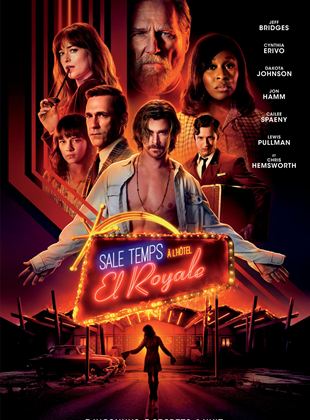 JEFF
BRIDGES
CYNTHIA
ERIVO
DAKOTA
JOHNSON
JON
HAMM
CAILEE
SPAENY
LEWIS
PULLMAN
ET
CHRIS
HEMSWORTH
SALE TEMPS À L'HÔTEL
El Royale